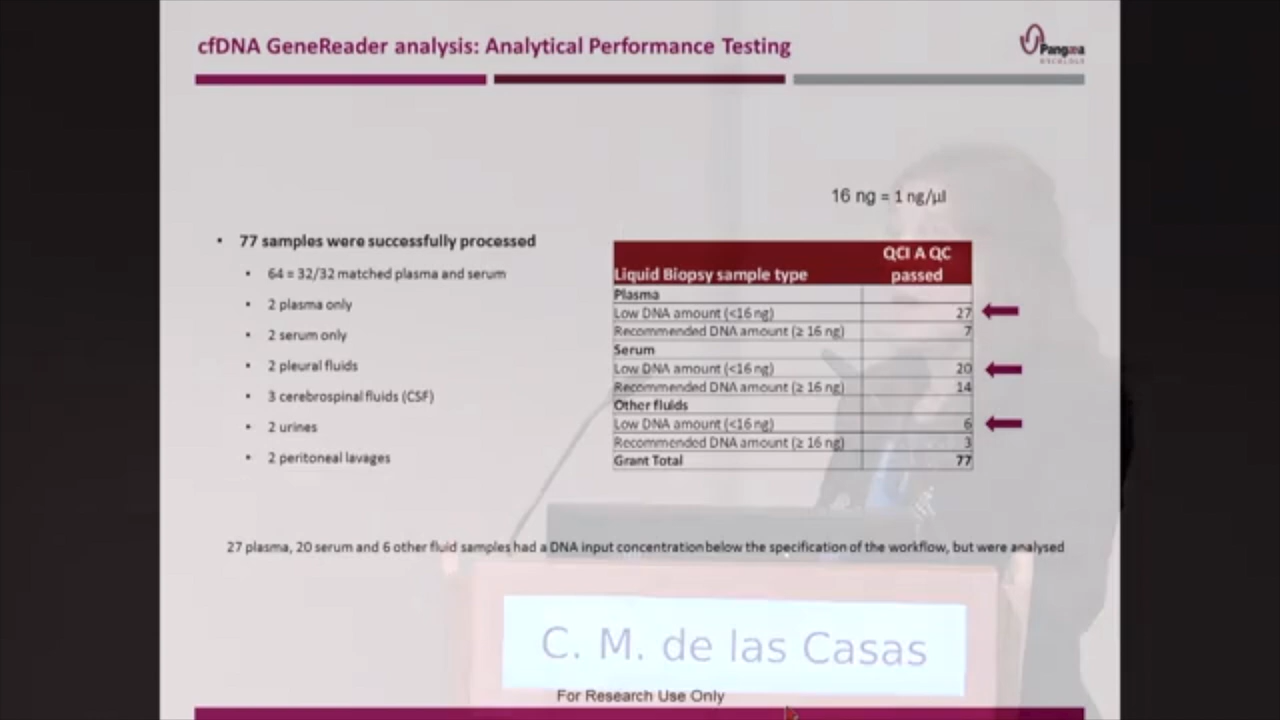 cfDNA GeneReader analysis: Analytical Performance Testing
Pangæa
ONCOLOGY
16 ng = 1 ng/µl
• 77 samples were successfully processed
• 64 = 32/32 matched plasma and serum
• 2 plasma only
• 2 serum only
• 2 pleural fluids
• 3 cerebrospinal fluids (CSF)
• 2 urines
• 2 peritoneal lavages
Liquid Biopsy sample type QCI A QC passed
Plasma
Low DNA amount (<16 ng) 27
Recommended DNA amount (≥ 16 ng) 7
Serum
Low DNA amount (<16 ng) 20
Recommended DNA amount (≥ 16 ng) 14
Other fluids
Low DNA amount (<16 ng) 6
Recommended DNA amount (≥ 16 ng) 3
Grant Total 77
27 plasma, 20 serum and 6 other fluid samples had a DNA input concentration below the specification of the workflow, but were analysed
C. M. de las Casas
For Research Use Only